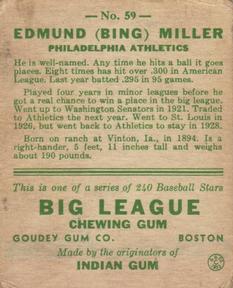 No. 59
EDMUND (BING) MILLER
PHILADELPHIA ATHLETICS
He is well-named. Any time he hits a ball it goes
places. Eight times has hit over .300 in American
League. Last year batted .295 in 95 games.
Played four years in minor leagues before he
got a real chance to win a place in the big league.
Went up to Washington Senators in 1921. Traded
to Athletics the next year. Went to St. Louis in
1926, but went back to Athletics to stay in 1928.
Born on ranch at Vinton, Ia., in 1894. Is a
right-hander, 5 feet, 11 inches tall and weighs
about 190 pounds.
This is one of a series of 240 Baseball Stars
BIG LEAGUE
CHEWING GUM
GOUDEY GUM CO. BOSTON
Made by the originators of
INDIAN GUM